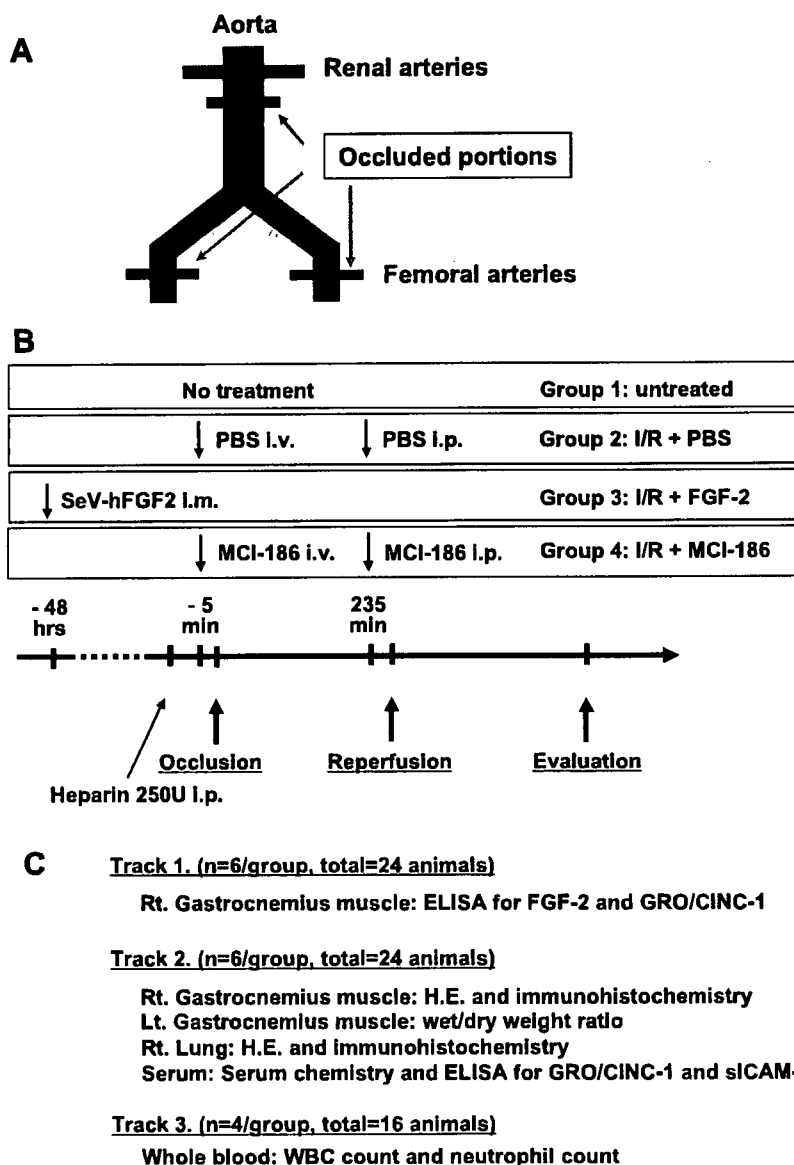 A
Aorta
Renal arteries
Occluded portions
Femoral arteries
B
No treatment Group 1: untreated
PBS i.v. PBS i.p. Group 2: I/R + PBS
SeV-hFGF2 i.m. Group 3: I/R + FGF-2
MCI-186 i.v. MCI-186 i.p. Group 4: I/R + MCI-186
- 48 hrs
- 5 min
235 min
Occlusion Reperfusion Evaluation
Heparin 250U i.p.
C
Track 1. (n=6/group, total=24 animals)
Rt. Gastrocnemius muscle: ELISA for FGF-2 and GRO/CINC-1
Track 2. (n=6/group, total=24 animals)
Rt. Gastrocnemius muscle: H.E. and immunohistochemistry
Lt. Gastrocnemius muscle: wet/dry weight ratio
Rt. Lung: H.E. and immunohistochemistry
Serum: Serum chemistry and ELISA for GRO/CINC-1 and sICAM-
Track 3. (n=4/group, total=16 animals)
Whole blood: WBC count and neutrophil count